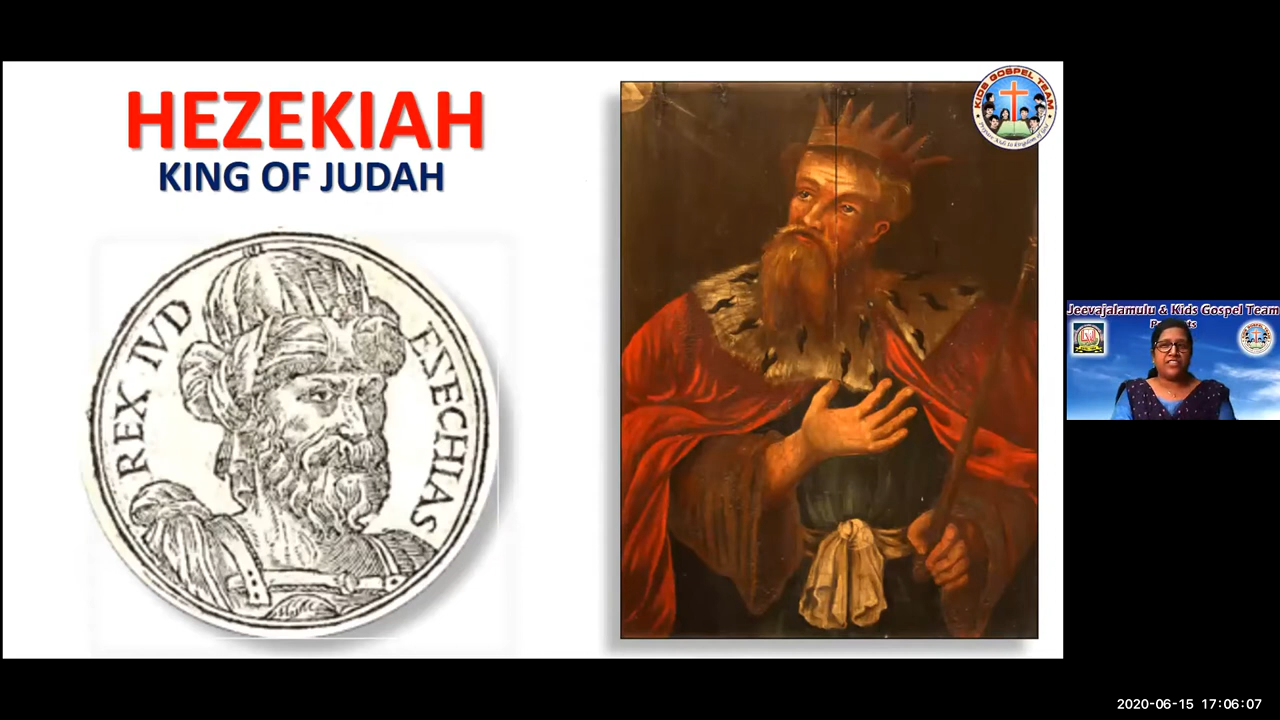 HEZEKIAH
KING OF JUDAH
REX IVD
EXECHIAS
KIDS GOSPEL TEAM
Jeevajalamulu & Kids Gospel Team
2020-06-15 17:06:07